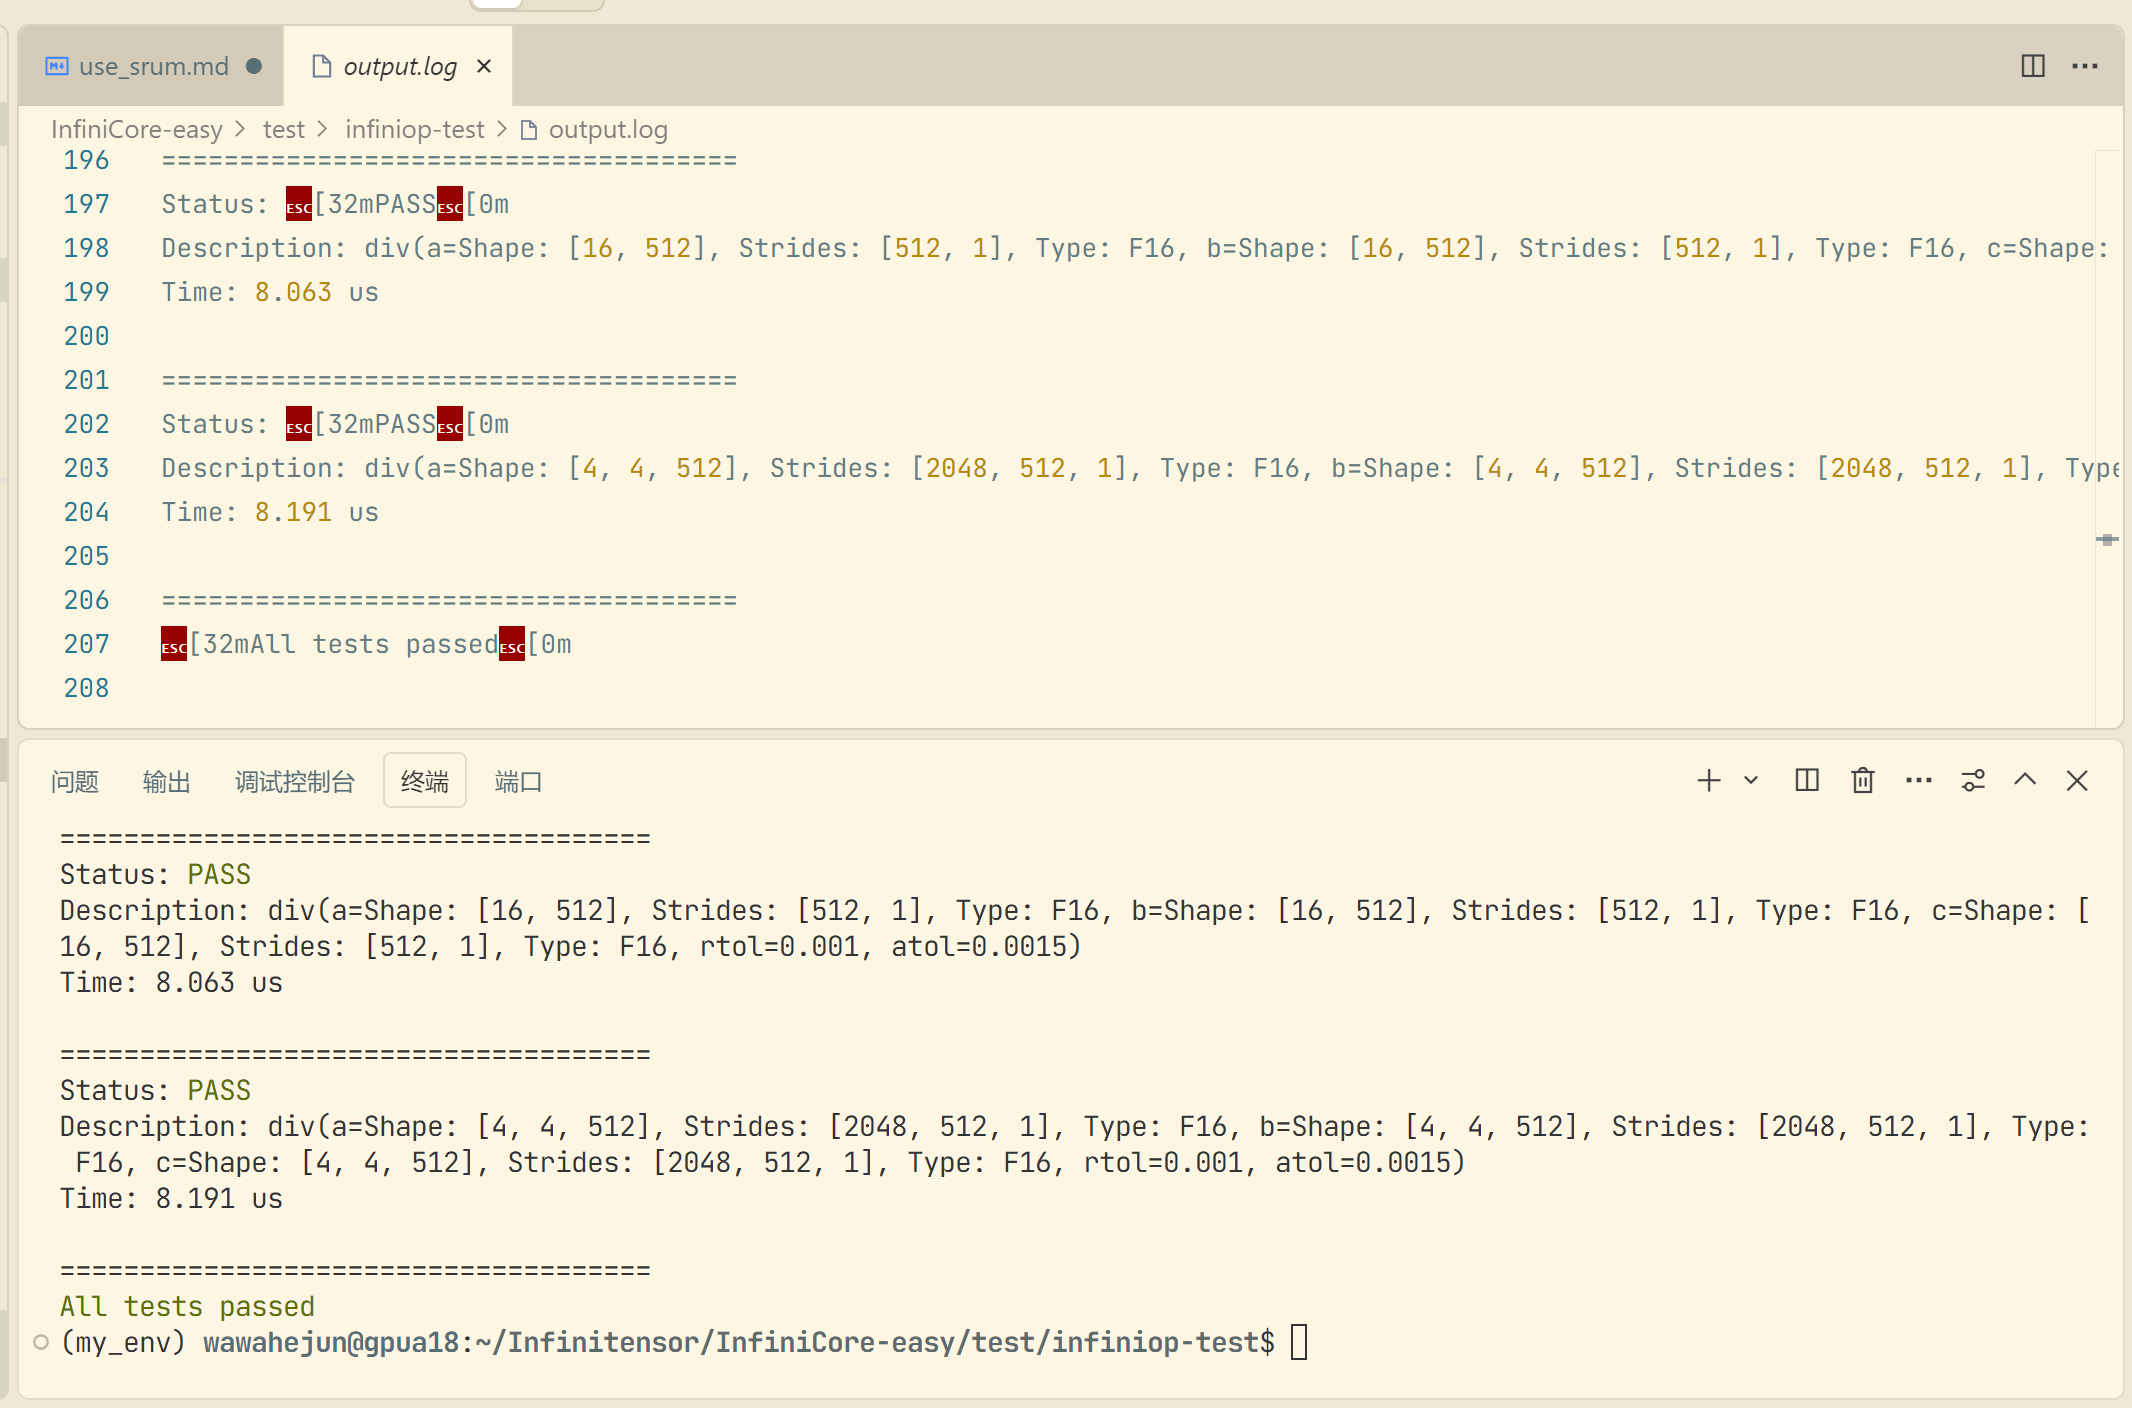 use_srum.md
output.log
InfiniCore-easy > test > infiniop-test > output.log
196 =====================================
197 Status: ESC[32mPASSESC[0m
198 Description: div(a=Shape: [16, 512], Strides: [512, 1], Type: F16, b=Shape: [16, 512], Strides: [512, 1], Type: F16, c=Shape:
199 Time: 8.063 us
200
201 =====================================
202 Status: ESC[32mPASSESC[0m
203 Description: div(a=Shape: [4, 4, 512], Strides: [2048, 512, 1], Type: F16, b=Shape: [4, 4, 512], Strides: [2048, 512, 1], Type
204 Time: 8.191 us
205
206 =====================================
207 ESC[32mAll tests passedESC[0m
208
问题 输出 调试控制台 终端 端口
=====================================
Status: PASS
Description: div(a=Shape: [16, 512], Strides: [512, 1], Type: F16, b=Shape: [16, 512], Strides: [512, 1], Type: F16, c=Shape: [
16, 512], Strides: [512, 1], Type: F16, rtol=0.001, atol=0.0015)
Time: 8.063 us
=====================================
Status: PASS
Description: div(a=Shape: [4, 4, 512], Strides: [2048, 512, 1], Type: F16, b=Shape: [4, 4, 512], Strides: [2048, 512, 1], Type:
F16, c=Shape: [4, 4, 512], Strides: [2048, 512, 1], Type: F16, rtol=0.001, atol=0.0015)
Time: 8.191 us
=====================================
All tests passed
(my_env) wawahejun@gpua18:~/Infinitensor/InfiniCore-easy/test/infiniop-test$